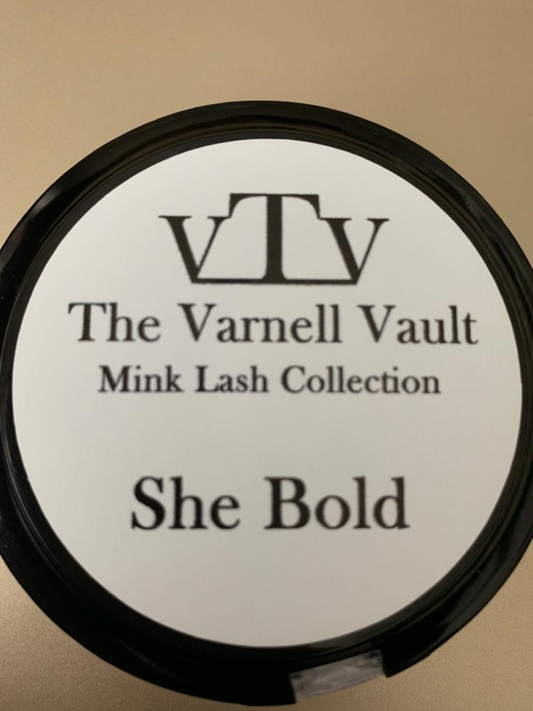 VTV
The Varnell Vault
Mink Lash Collection
She Bold